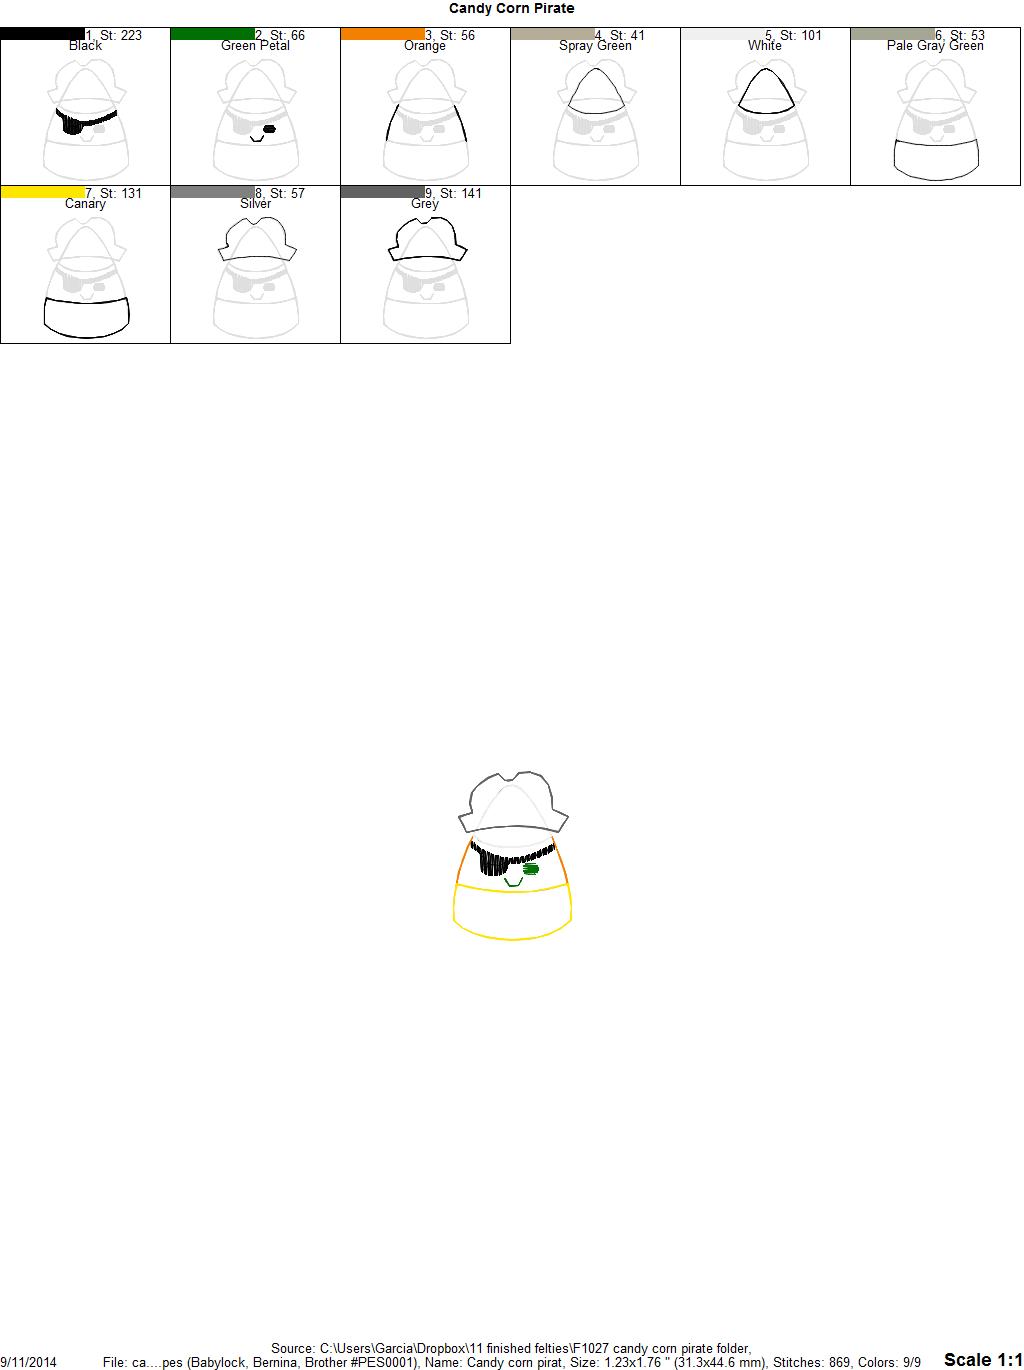 Candy Corn Pirate
1, St: 223 2, St: 66 3, St: 56 4, St: 41 5, St: 101 6, St: 53
Black Green Petal Orange Spray Green White Pale Gray Green
7, St: 131 8, St: 57 9, St: 141
Canary Silver Grey
Source: C:\Users\Garcia\Dropbox\11 finished felties\F1027 candy corn pirate folder,
9/11/2014 File: ca....pes (Babylock, Bernina, Brother #PES0001), Name: Candy corn pirat, Size: 1.23x1.76 " (31.3x44.6 mm), Stitches: 869, Colors: 9/9 Scale 1:1